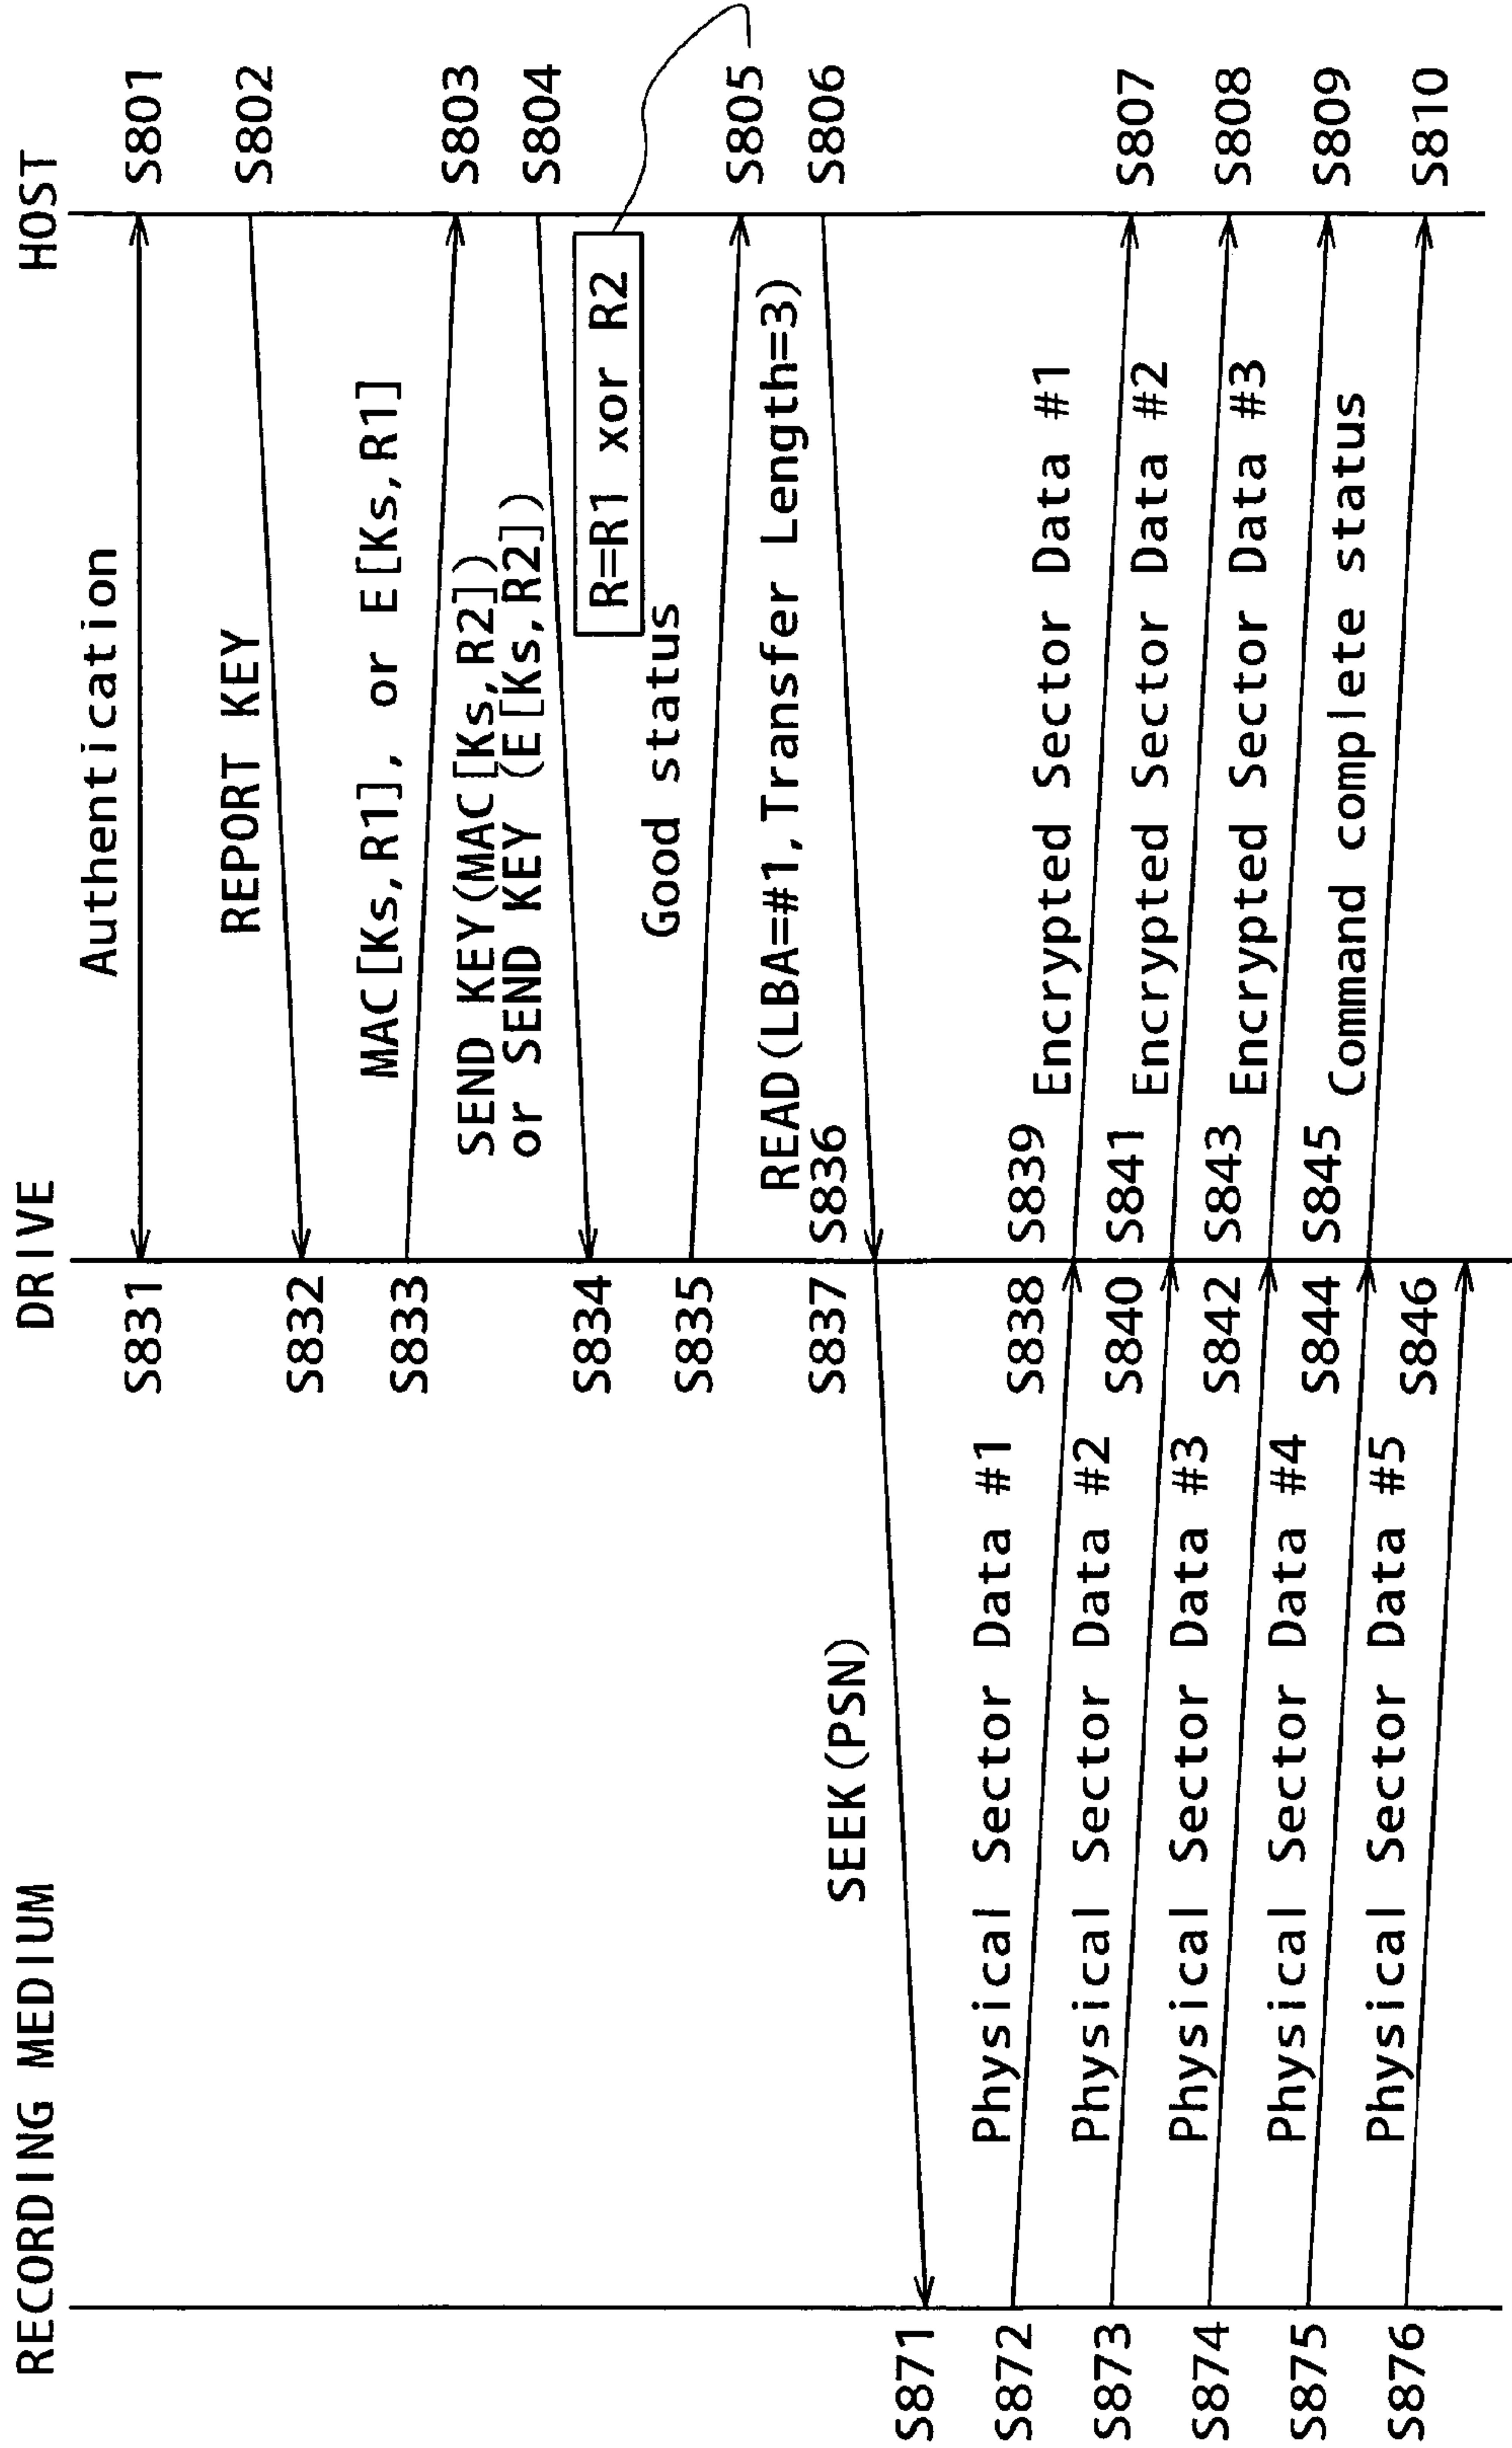 RECORDING MEDIUM
DRIVE
HOST
S831
Authentication
S801
REPORT KEY
S802
S832
MAC[Ks,R1], or E[Ks,R1]
S833
S803
SEND KEY(MAC[Ks,R2])
or SEND KEY (E[Ks,R2])
S804
S834
R=R1 xor R2
Good status
S835
S805
READ(LBA=#1,Transfer Length=3)
S806
S837
S836
SEEK(PSN)
S871
Physical Sector Data #1
S872
S838
S839
Encrypted Sector Data #1
S807
Physical Sector Data #2
S873
S840
S841
Encrypted Sector Data #2
S808
Physical Sector Data #3
S874
S842
S843
Encrypted Sector Data #3
S809
Physical Sector Data #4
S875
S844
S845
Command complete status
S810
Physical Sector Data #5
S876
S846